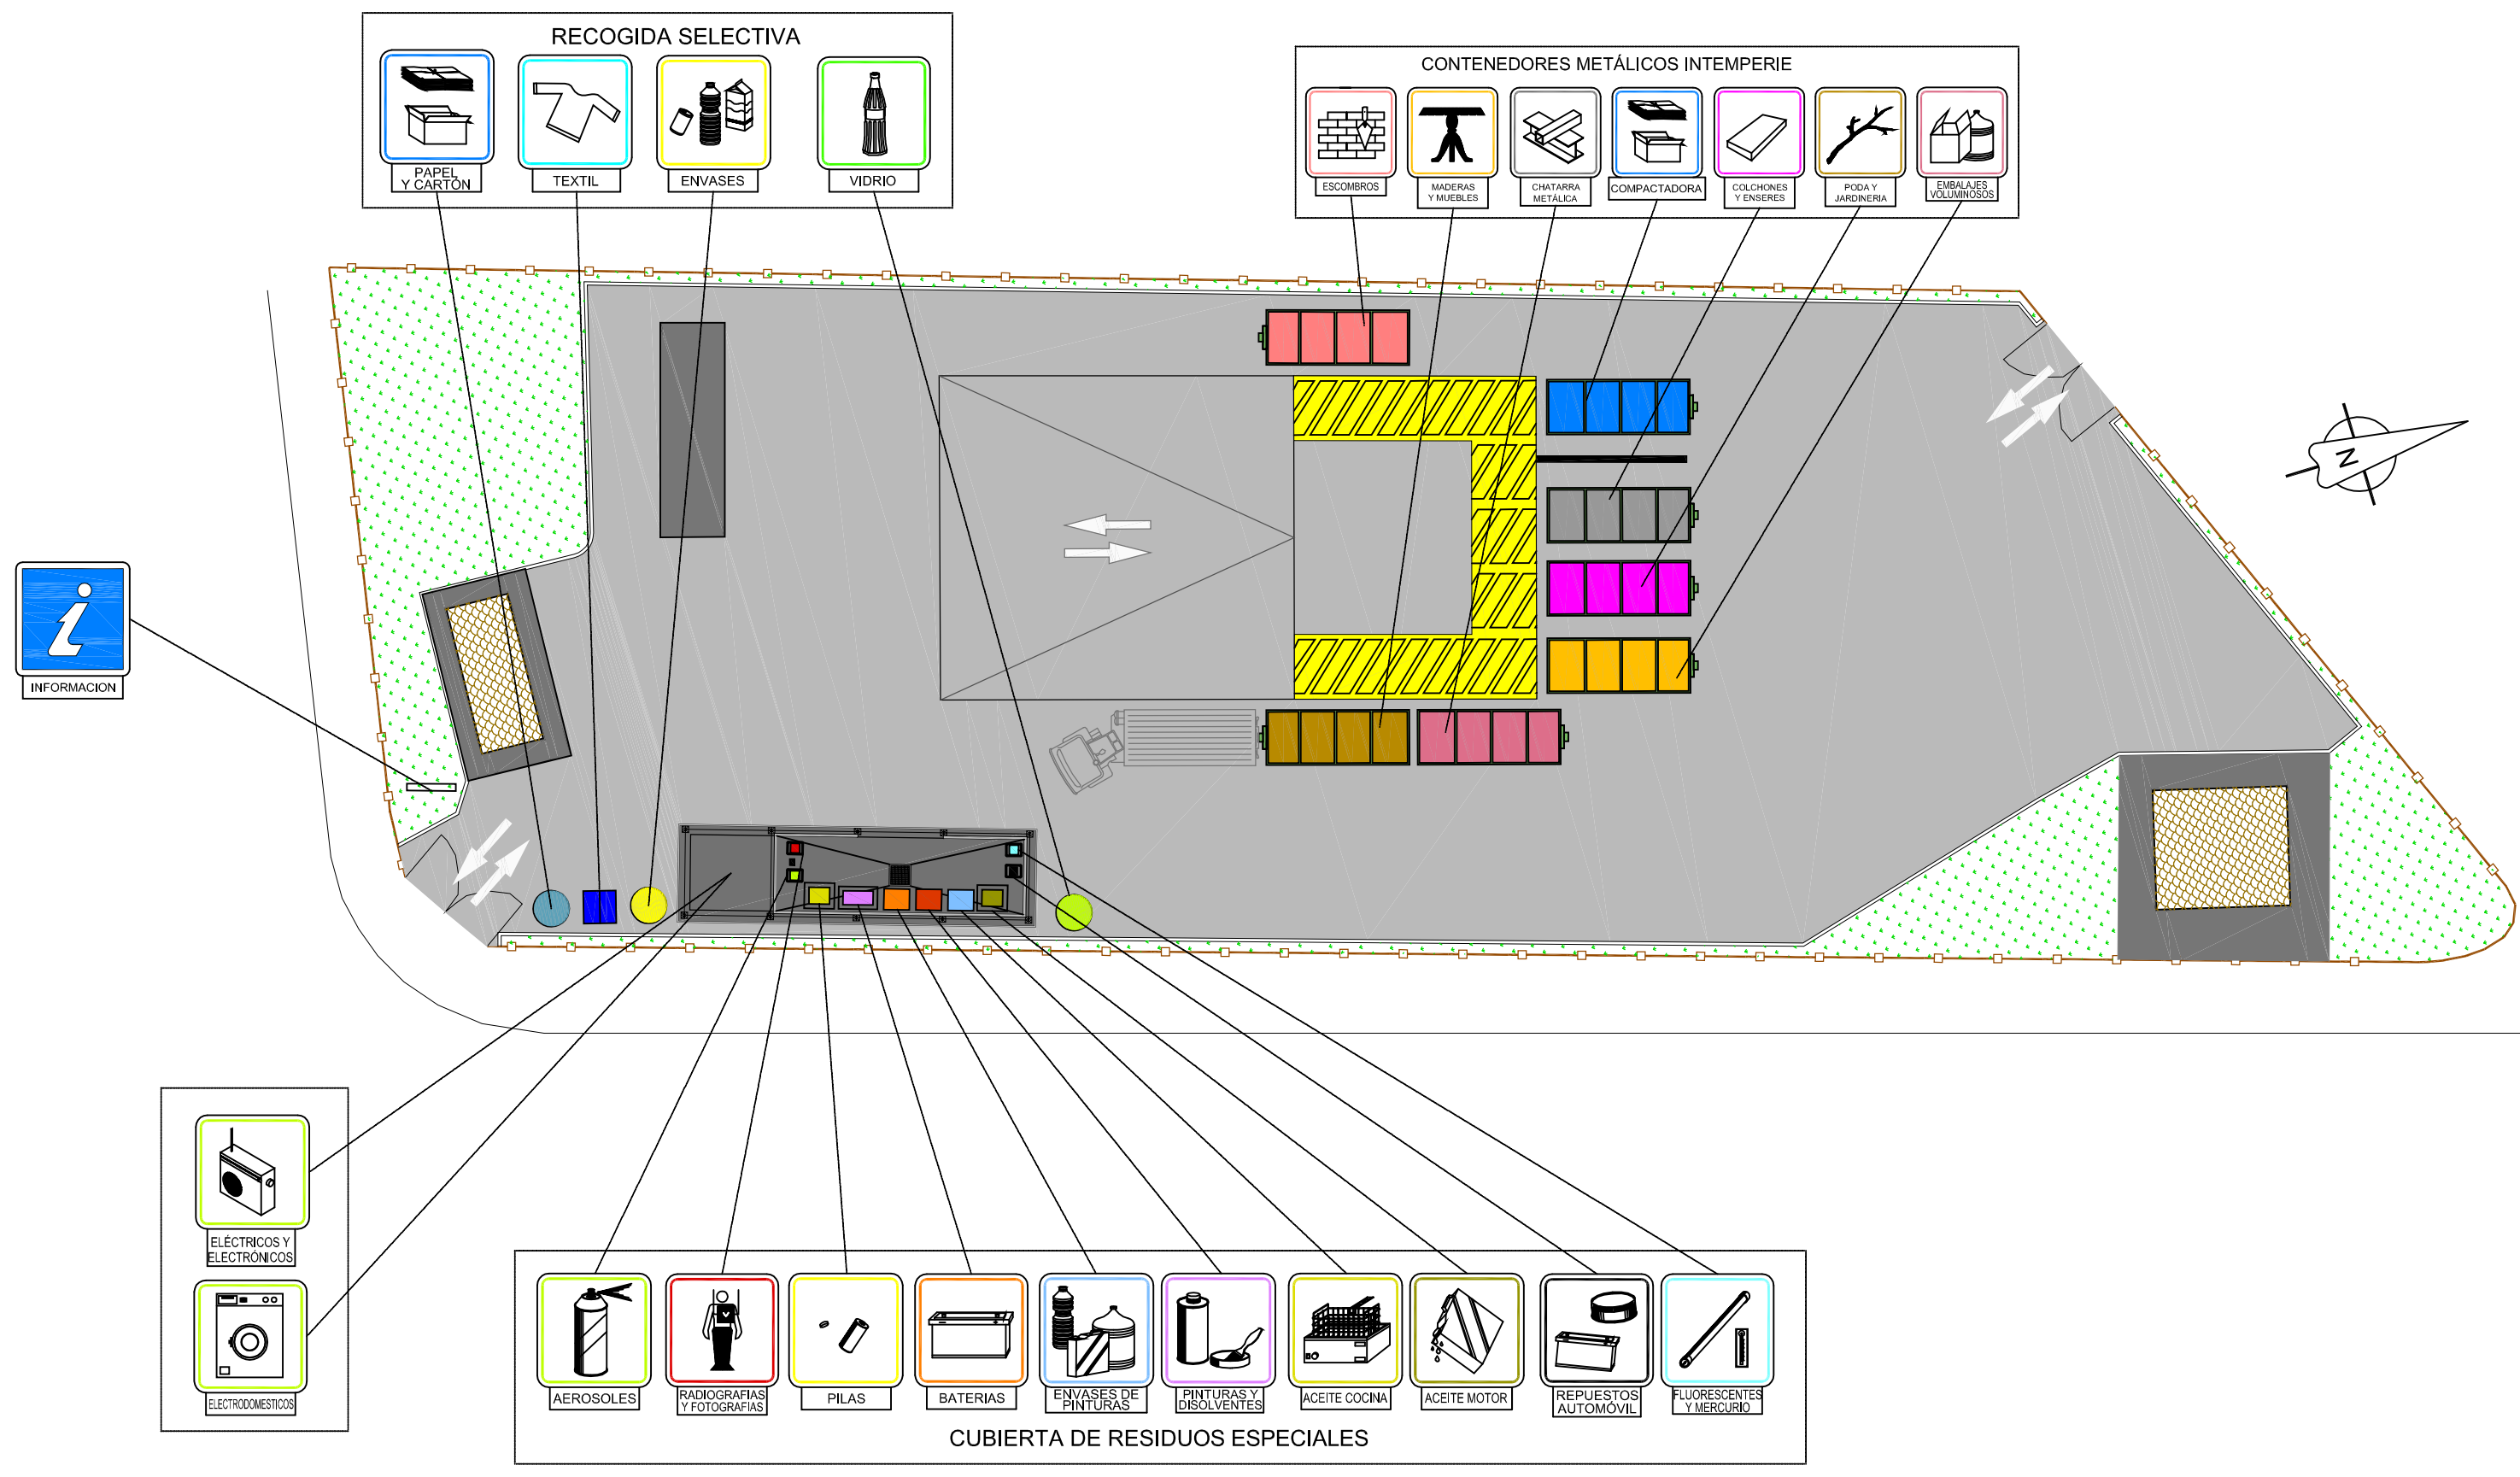 RECOGIDA SELECTIVA
PAPEL
Y CARTÓN
TEXTIL
ENVASES
VIDRIO
CONTENEDORES METÁLICOS INTEMPERIE
ESCOMBROS
MADERAS
Y MUEBLES
CHATARRA
METÁLICA
COMPACTADORA
COLCHONES
Y ENSERES
PODA Y
JARDINERIA
EMBALAJES
VOLUMINOSOS
N
INFORMACION
ELÉCTRICOS Y
ELECTRÓNICOS
ELECTRODOMESTICOS
AEROSOLES
RADIOGRAFIAS
Y FOTOGRAFIAS
PILAS
BATERIAS
ENVASES DE
PINTURAS
PINTURAS Y
DISOLVENTES
ACEITE COCINA
ACEITE MOTOR
REPUESTOS
AUTOMÓVIL
FLUORESCENTES
Y MERCURIO
CUBIERTA DE RESIDUOS ESPECIALES